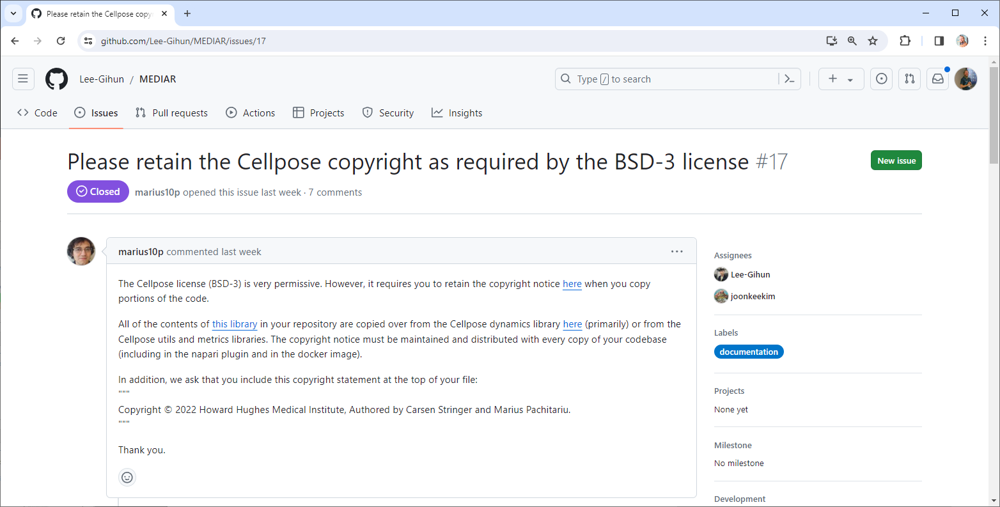 Please retain the Cellpose copy
github.com/Lee-Gihun/MEDIAR/issues/17
Lee-Gihun / MEDIAR
Type / to search
Code
Issues
Pull requests
Actions
Projects
Security
Insights
Please retain the Cellpose copyright as required by the BSD-3 license #17
New issue
Closed
marius10p opened this issue last week · 7 comments
marius10p commented last week
The Cellpose license (BSD-3) is very permissive. However, it requires you to retain the copyright notice here when you copy
portions of the code.
All of the contents of this library in your repository are copied over from the Cellpose dynamics library here (primarily) or from the
Cellpose utils and metrics libraries. The copyright notice must be maintained and distributed with every copy of your codebase
(including in the napari plugin and in the docker image).
In addition, we ask that you include this copyright statement at the top of your file:
"""
Copyright © 2022 Howard Hughes Medical Institute, Authored by Carsen Stringer and Marius Pachitariu.
"""
Thank you.
Assignees
Lee-Gihun
joonkeekim
Labels
documentation
Projects
None yet
Milestone
No milestone
Development